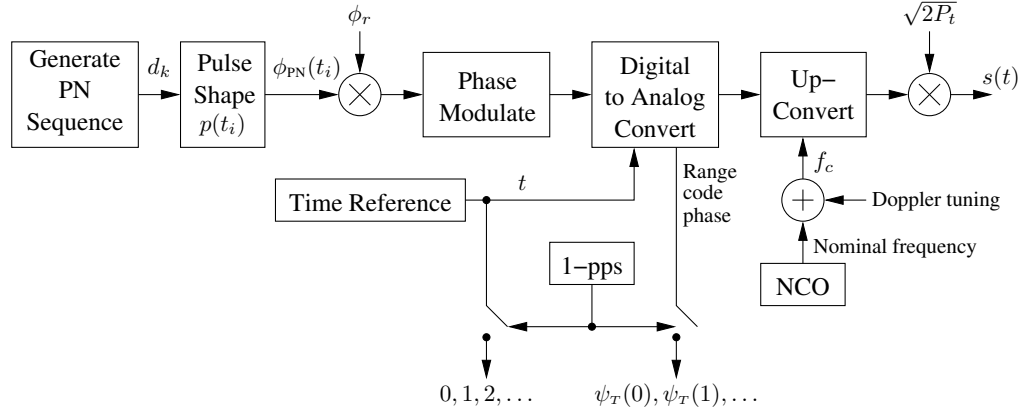 Generate
PN
Sequence
d_k
Pulse
Shape
p(t_i)
ϕ_PN(t_i)
ϕ_r
Phase
Modulate
Digital
to Analog
Convert
Up–
Convert
√2P_t
s(t)
Time Reference
t
Range
code
phase
f_c
Doppler tuning
Nominal frequency
NCO
1–pps
0, 1, 2, . . .
ψ_T(0), ψ_T(1), . . .